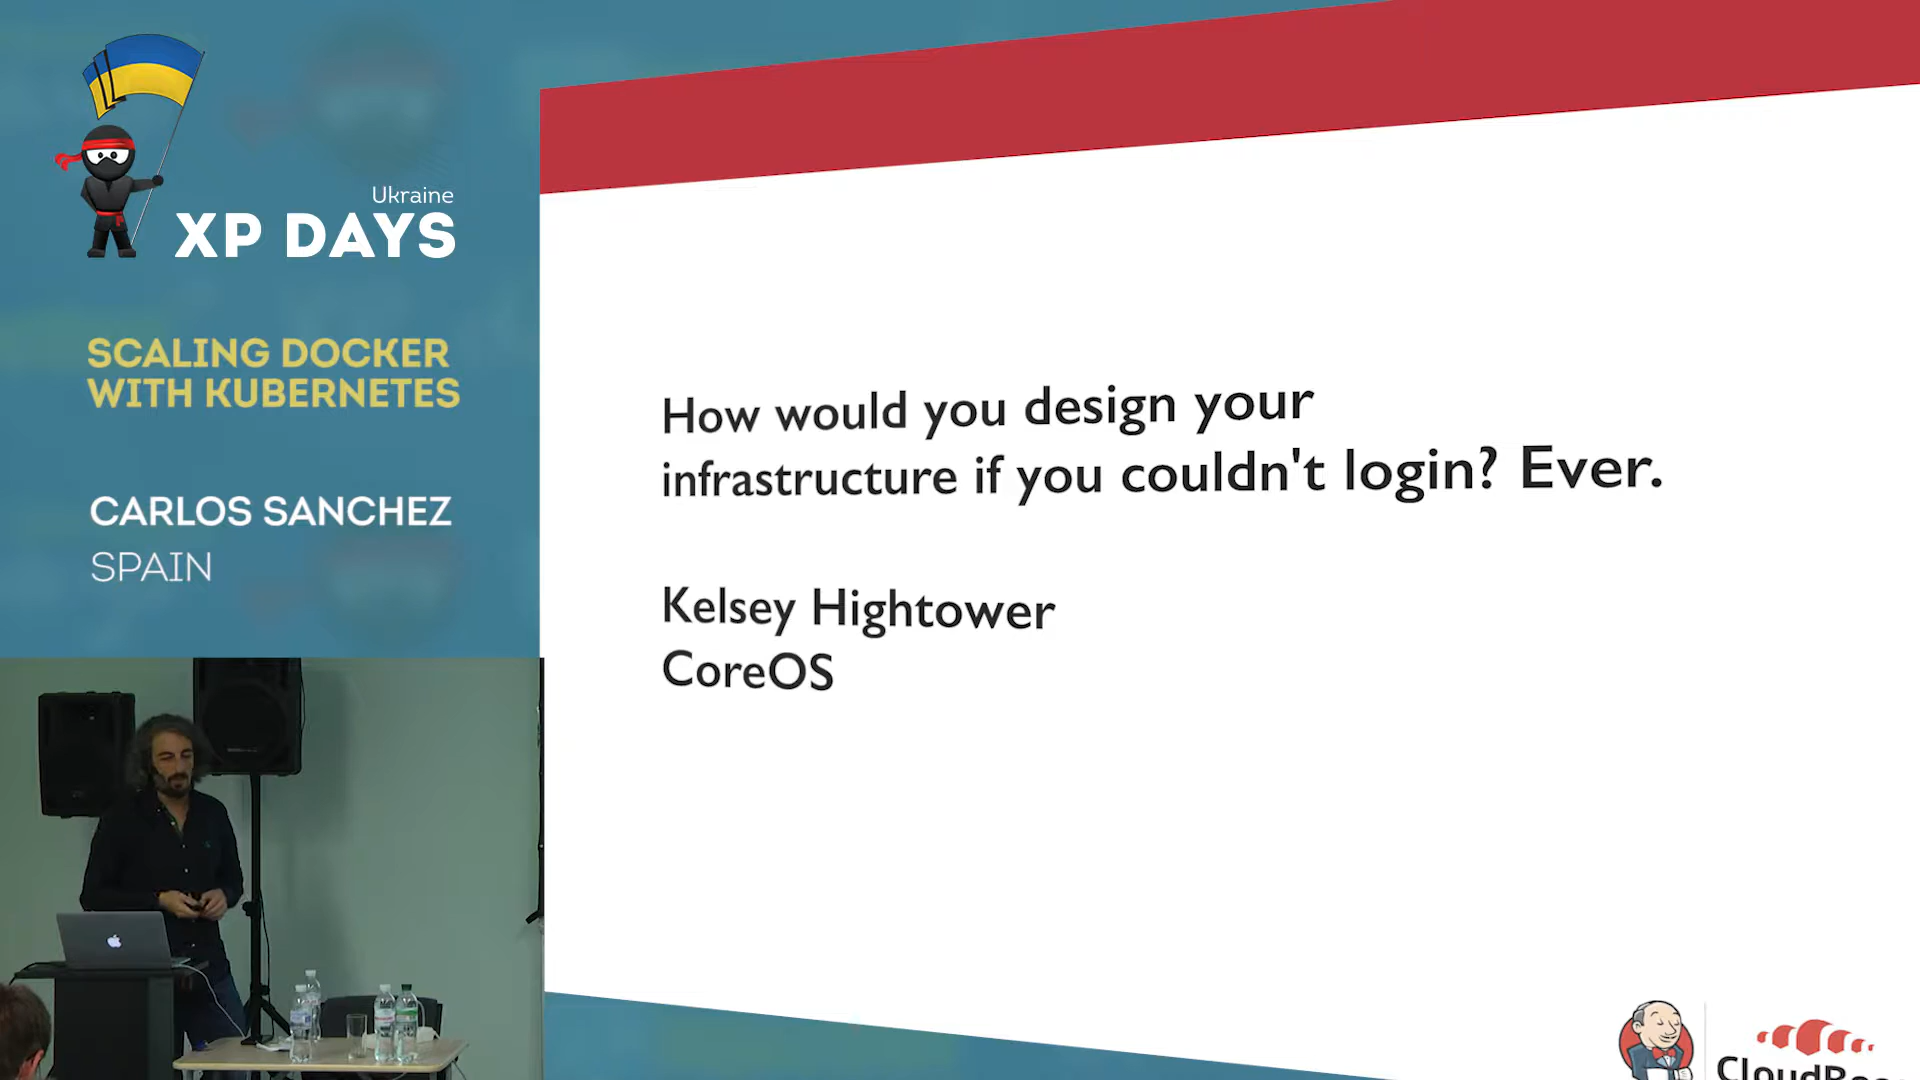 Ukraine
XP DAYS
SCALING DOCKER
WITH KUBERNETES
CARLOS SANCHEZ
SPAIN
How would you design your
infrastructure if you couldn't login? Ever.
Kelsey Hightower
CoreOS